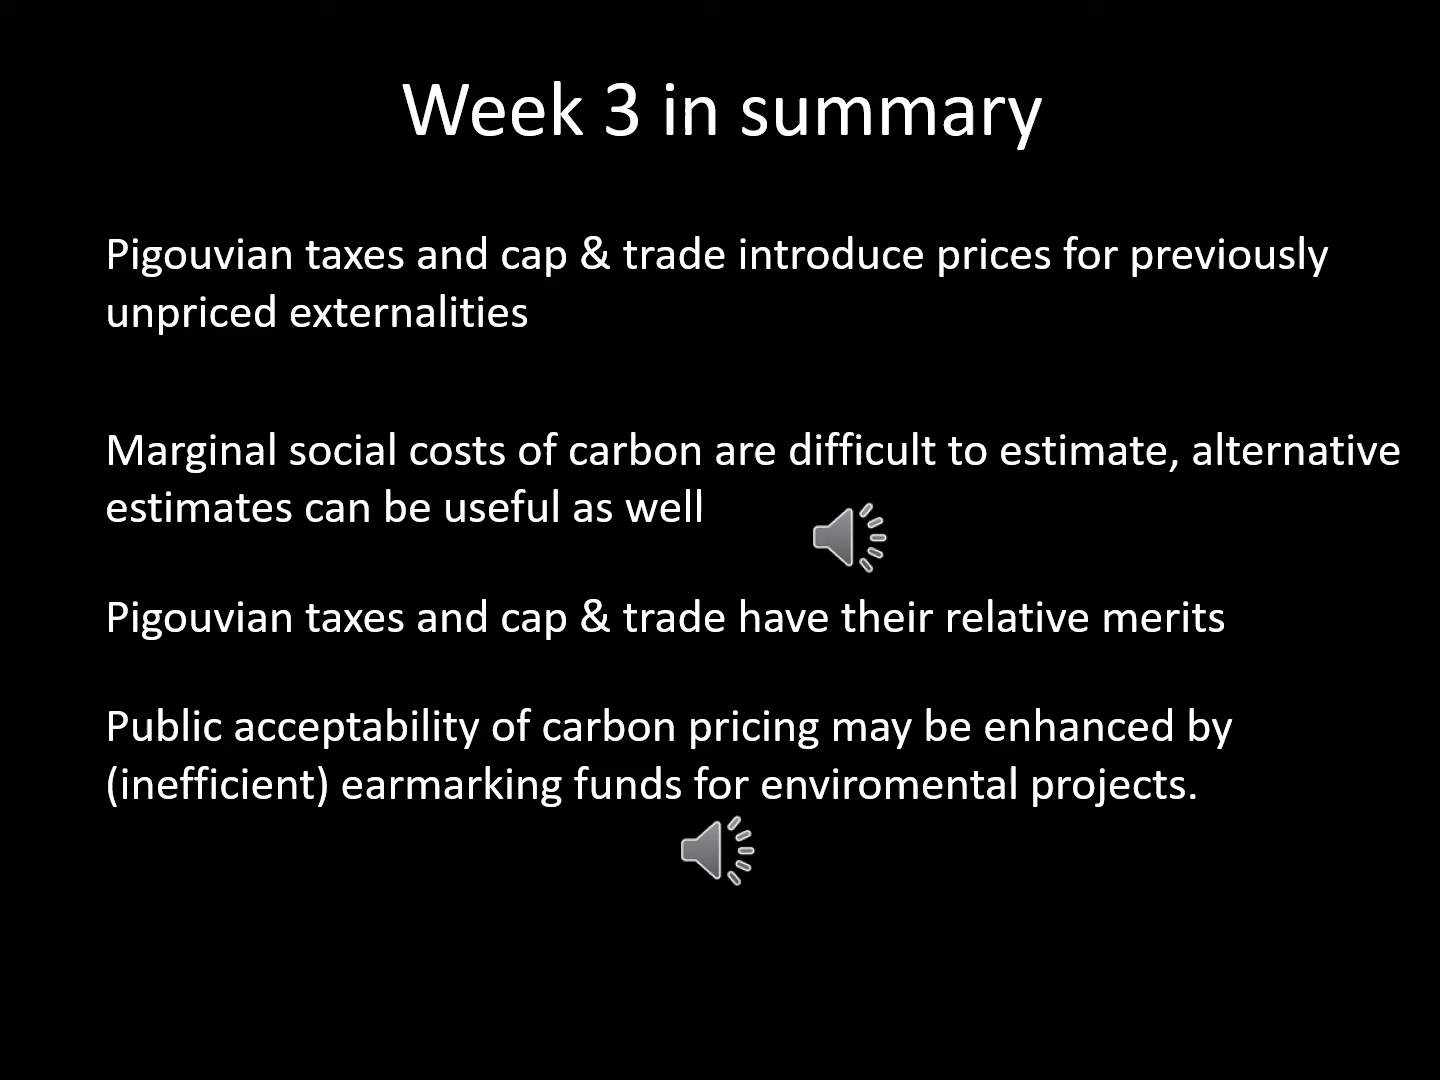 Week 3 in summary
Pigouvian taxes and cap & trade introduce prices for previously
unpriced externalities
Marginal social costs of carbon are difficult to estimate, alternative
estimates can be useful as well
Pigouvian taxes and cap & trade have their relative merits
Public acceptability of carbon pricing may be enhanced by
(inefficient) earmarking funds for enviromental projects.